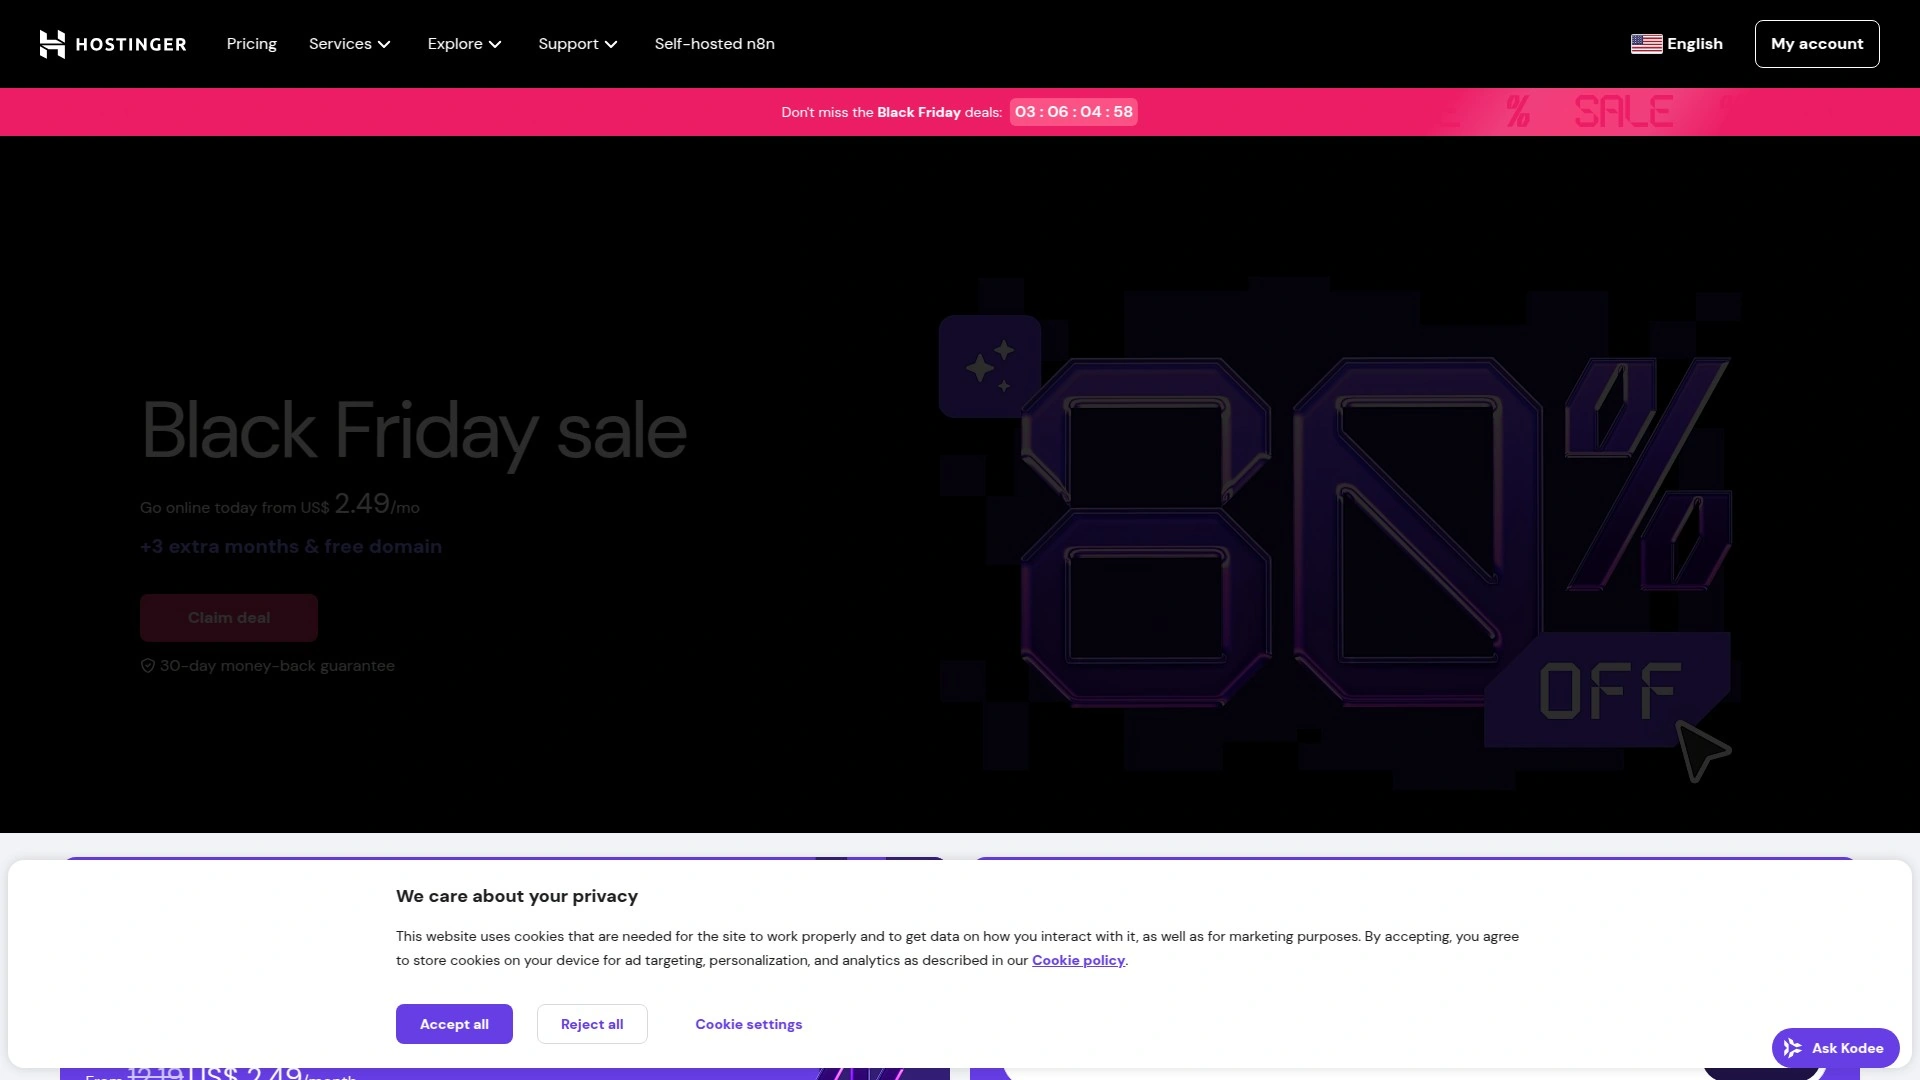 HOSTINGER
Pricing
Services
Explore
Support
Self-hosted n8n
English
My account
Don't miss the Black Friday deals: 03 : 06 : 04 : 58
% SALE
Black Friday sale
Go online today from US$ 2.49/mo
+3 extra months & free domain
Claim deal
30-day money-back guarantee
80%
OFF
We care about your privacy
This website uses cookies that are needed for the site to work properly and to get data on how you interact with it, as well as for marketing purposes. By accepting, you agree
to store cookies on your device for ad targeting, personalization, and analytics as described in our Cookie policy.
Accept all
Reject all
Cookie settings
Ask Kodee
From 12.19 US$ 2.49/month